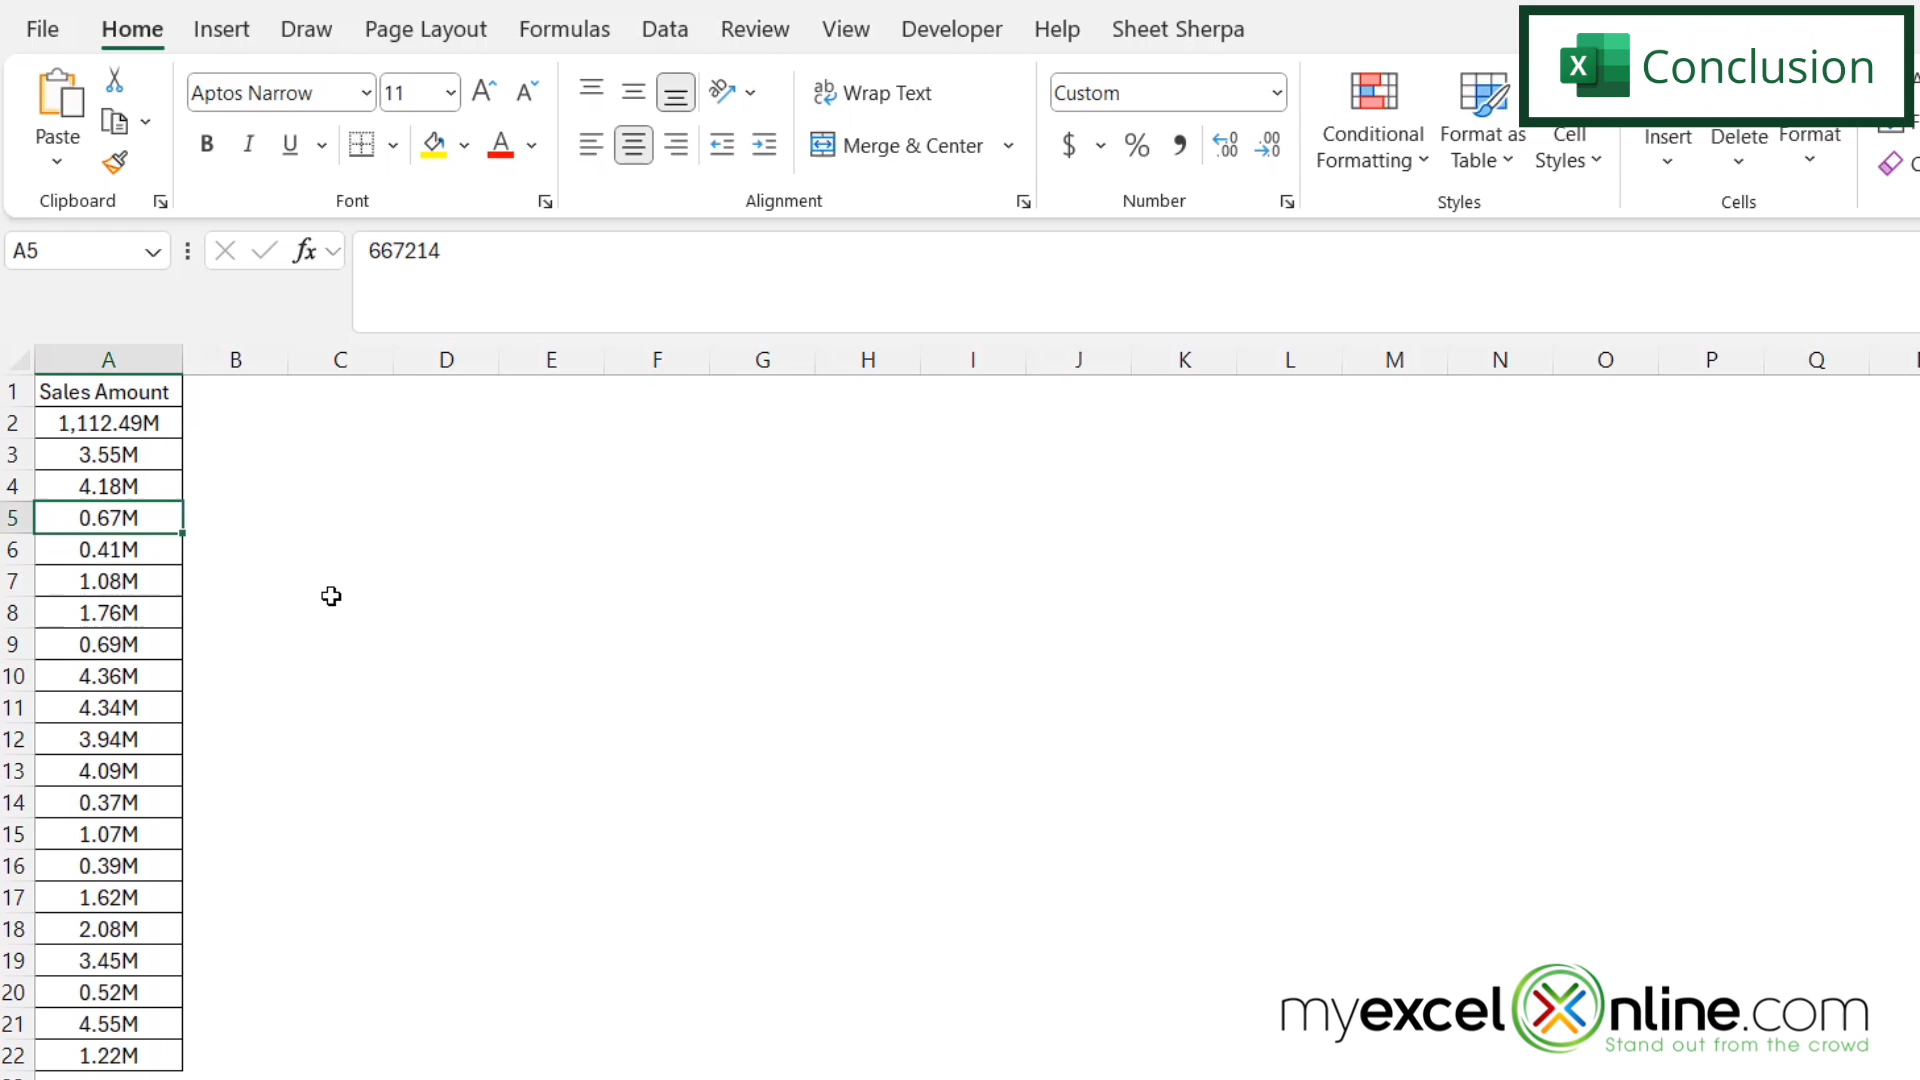 File Home Insert Draw Page Layout Formulas Data Review View Developer Help Sheet Sherpa
X Conclusion
Paste
Aptos Narrow 11 A A
B I U A
ab Wrap Text
Merge & Center
Custom
$ % 9 .00 .00
Conditional Formatting
Format as Table
Cell Styles
Insert Delete Format
Clipboard Font Alignment Number Styles Cells
A5 fx 667214
A B C D E F G H I J K L M N O P Q
1 Sales Amount
2 1,112.49M
3 3.55M
4 4.18M
5 0.67M
6 0.41M
7 1.08M
8 1.76M
9 0.69M
10 4.36M
11 4.34M
12 3.94M
13 4.09M
14 0.37M
15 1.07M
16 0.39M
17 1.62M
18 2.08M
19 3.45M
20 0.52M
21 4.55M
22 1.22M
myexcelonline.com
Stand out from the crowd